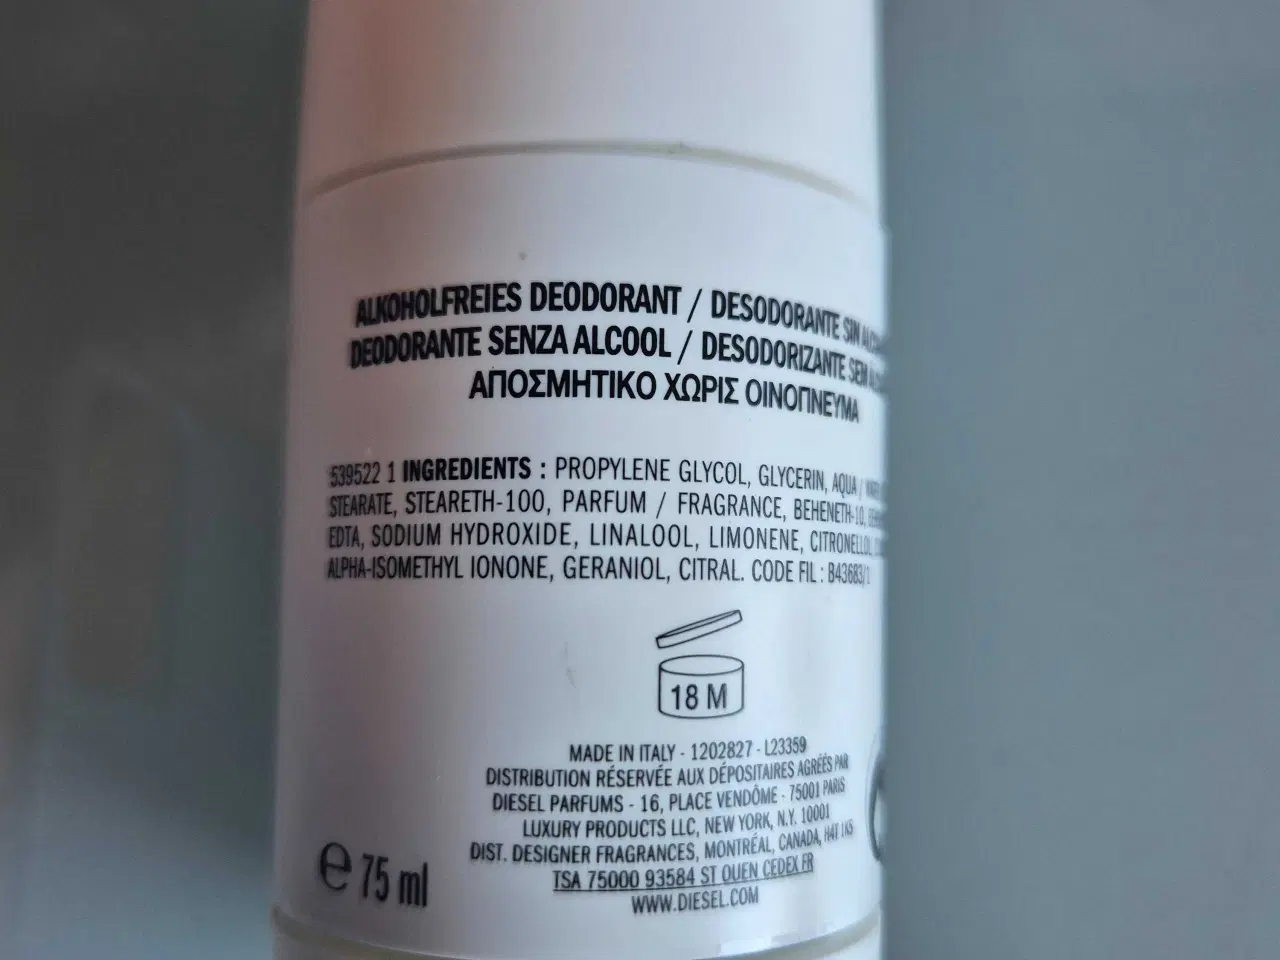 ALKOHOLFREIES DEODORANT / DESODORANTE SIN
DEODORANTE SENZA ALCOOL / DESODORIZANTE SEM
ΑΠΟΣΜΗΤΙΚΟ ΧΩΡΙΣ ΟΙΝΟΠΝΕΥΜΑ
539522 1 INGREDIENTS : PROPYLENE GLYCOL, GLYCERIN, AQUA /
STEARATE, STEARETH-100, PARFUM / FRAGRANCE, BEHENETH-10,
EDTA, SODIUM HYDROXIDE, LINALOOL, LIMONENE, CITRONELLOL,
ALPHA-ISOMETHYL IONONE, GERANIOL, CITRAL. CODE FIL : B43683/1
18 M
MADE IN ITALY - 1202827 - L23359
DISTRIBUTION RÉSERVÉE AUX DÉPOSITAIRES AGRÉÉS PAR
DIESEL PARFUMS - 16, PLACE VENDÔME - 75001 PARIS
LUXURY PRODUCTS LLC, NEW YORK, N.Y. 10001
DIST. DESIGNER FRAGRANCES, MONTRÉAL, CANADA, H4T 1K5
TSA 75000 93584 ST OUEN CEDEX FR
WWW.DIESEL.COM
℮ 75 ml